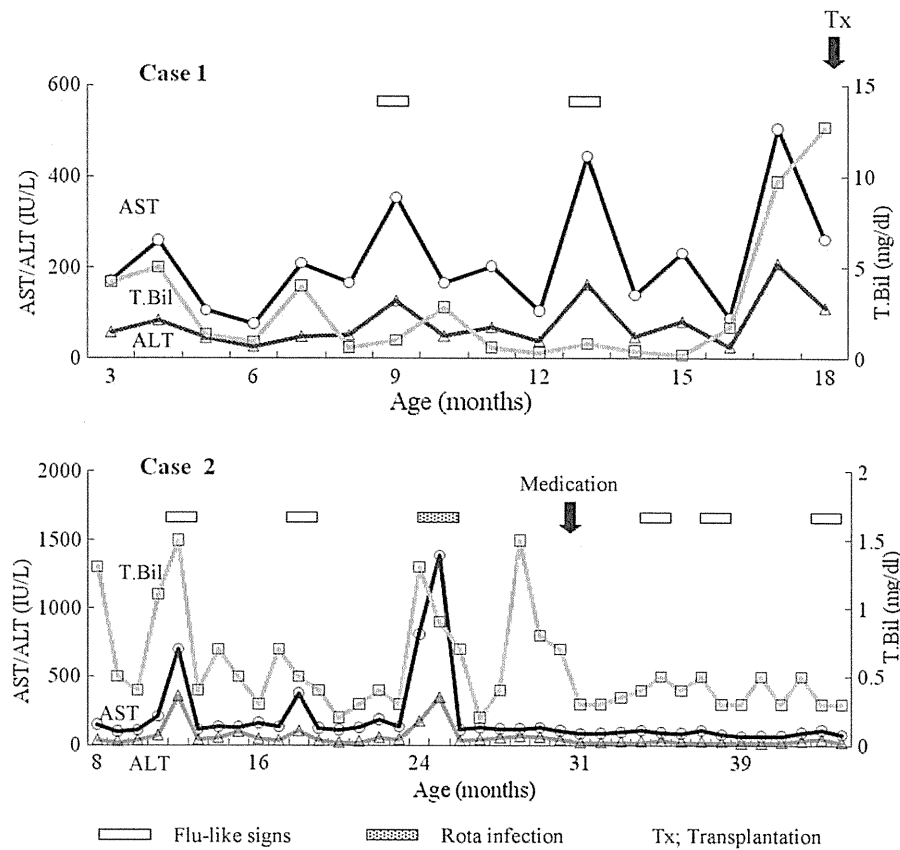 Tx
Case 1
600
400
200
0
AST/ALT (IU/L)
AST
T.Bil
ALT
15
10
5
0
T.Bil (mg/dl)
3 6 9 12 15 18
Age (months)
Case 2
2000
1500
1000
500
0
AST/ALT (IU/L)
Medication
T.Bil
AST
ALT
2
1.5
1
0.5
0
T.Bil (mg/dl)
8 16 24 31 39
Age (months)
Flu-like signs Rota infection Tx; Transplantation